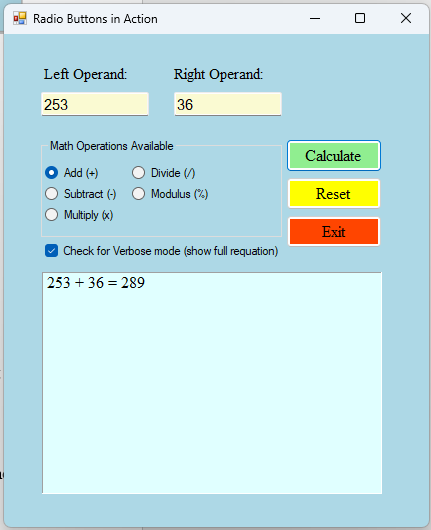 Radio Buttons in Action
Left Operand: Right Operand:
253 36
Math Operations Available
Add (+) Divide (/)
Subtract (-) Modulus (%)
Multiply (x)
Calculate
Reset
Exit
Check for Verbose mode (show full requation)
253 + 36 = 289